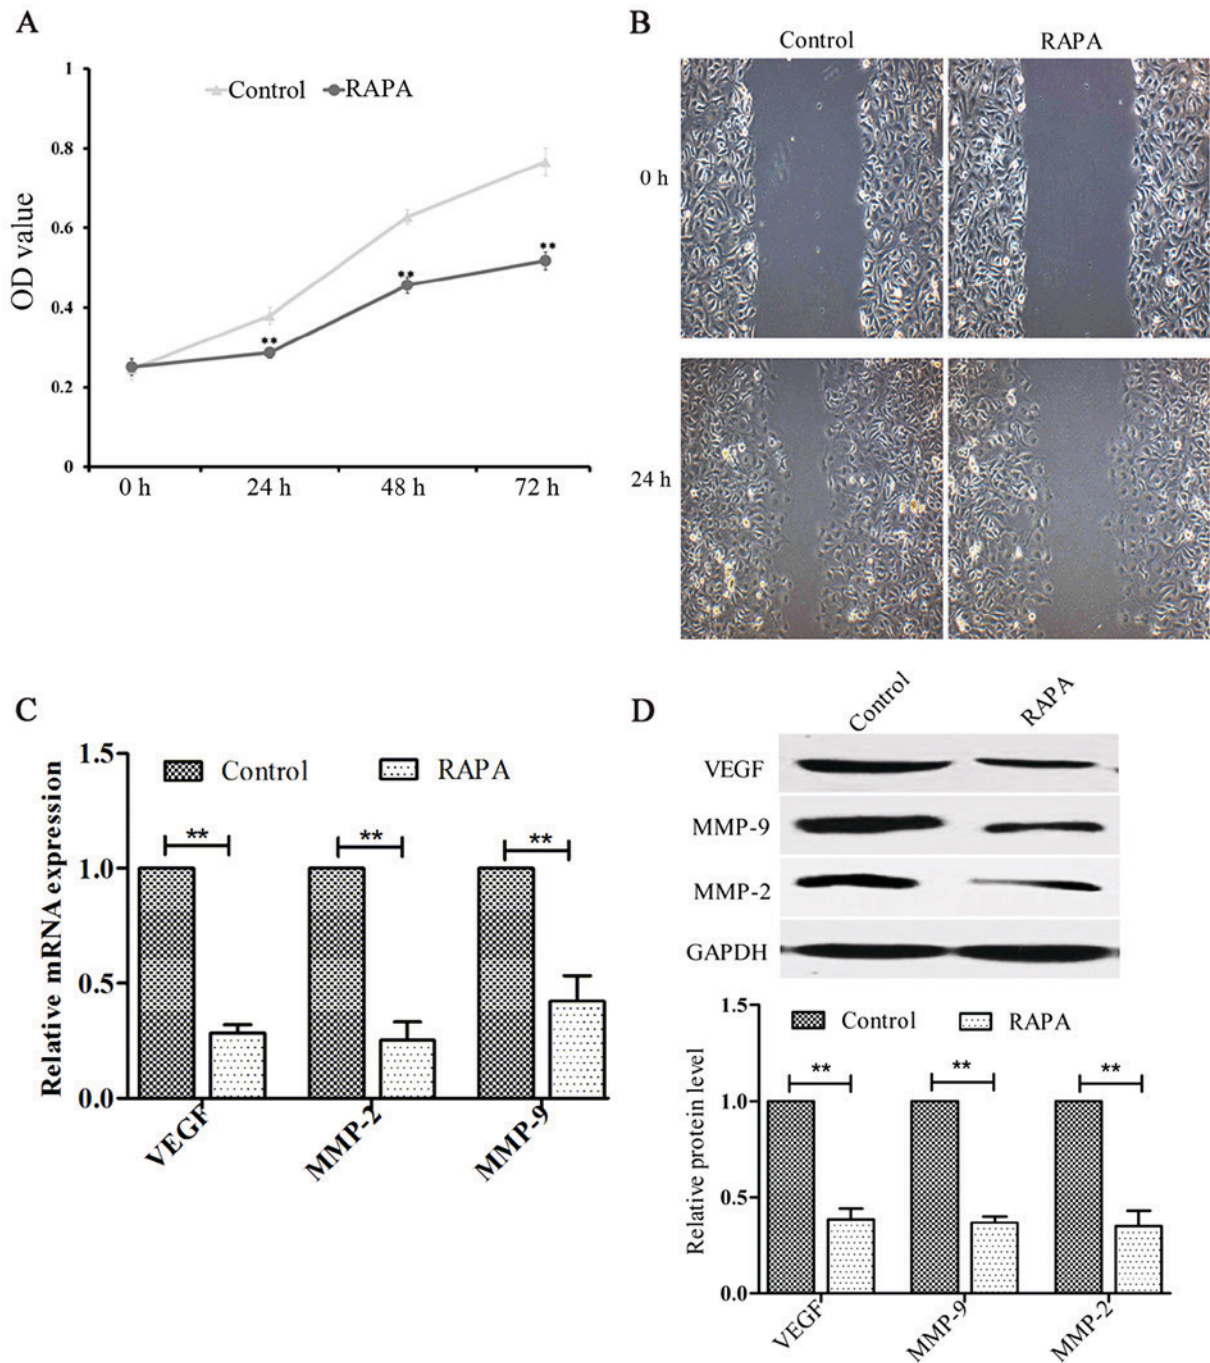 A
1
Control RAPA
0.8
0.6
0.4
0.2
0
OD value
**
**
**
0 h 24 h 48 h 72 h
B
Control RAPA
0 h
24 h
C
1.5
1.0
0.5
0.0
Relative mRNA expression
Control RAPA
** ** **
VEGF MMP-2 MMP-9
D
Control RAPA
VEGF
MMP-9
MMP-2
GAPDH
1.5
1.0
0.5
0.0
Relative protein level
Control RAPA
** ** **
VEGF MMP-9 MMP-2